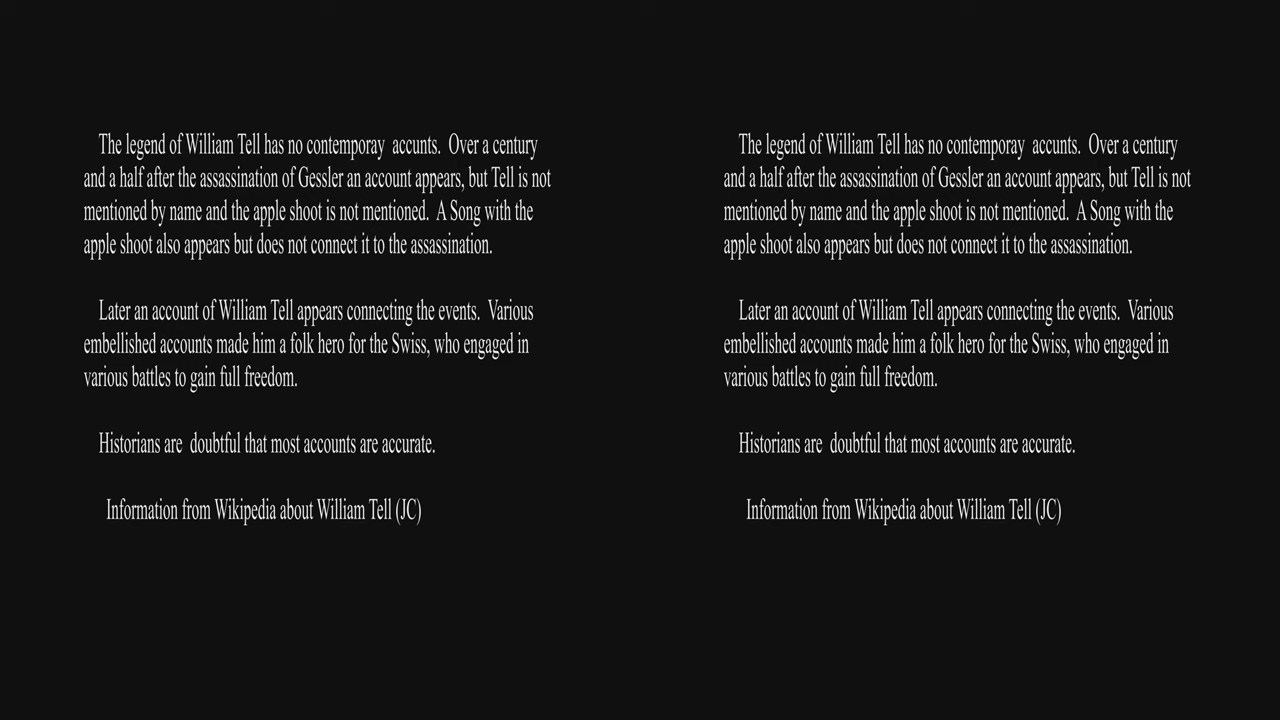 The legend of William Tell has no contemporay  accunts.  Over a century
and a half after the assassination of Gessler an account appears, but Tell is not
mentioned by name and the apple shoot is not mentioned.  A Song with the
apple shoot also appears but does not connect it to the assassination.
Later an account of William Tell appears connecting the events.  Various
embellished accounts made him a folk hero for the Swiss, who engaged in
various battles to gain full freedom.
Historians are  doubtful that most accounts are accurate.
Information from Wikipedia about William Tell (JC)
The legend of William Tell has no contemporay  accunts.  Over a century
and a half after the assassination of Gessler an account appears, but Tell is not
mentioned by name and the apple shoot is not mentioned.  A Song with the
apple shoot also appears but does not connect it to the assassination.
Later an account of William Tell appears connecting the events.  Various
embellished accounts made him a folk hero for the Swiss, who engaged in
various battles to gain full freedom.
Historians are  doubtful that most accounts are accurate.
Information from Wikipedia about William Tell (JC)